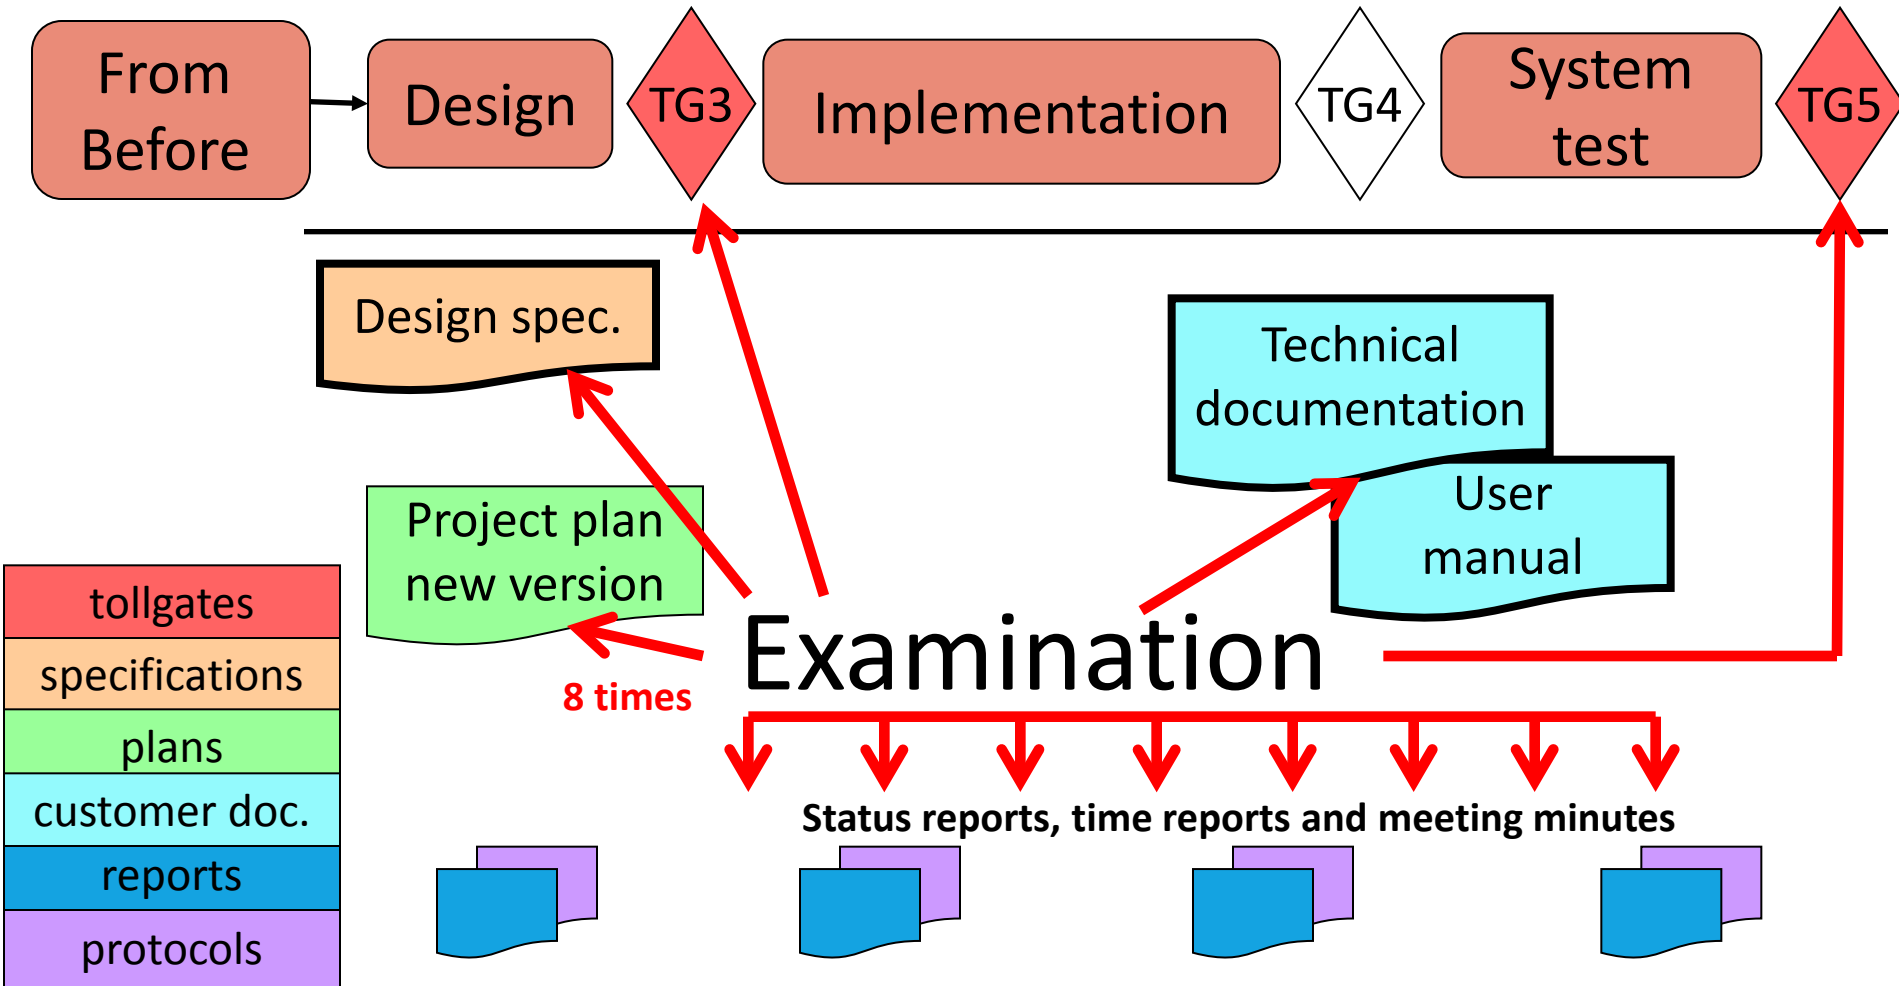 From
Before
Design
TG3
Implementation
TG4
System
test
TG5
Design spec.
Technical
documentation
User
manual
Project plan
new version
Examination
8 times
Status reports, time reports and meeting minutes
tollgates
specifications
plans
customer doc.
reports
protocols